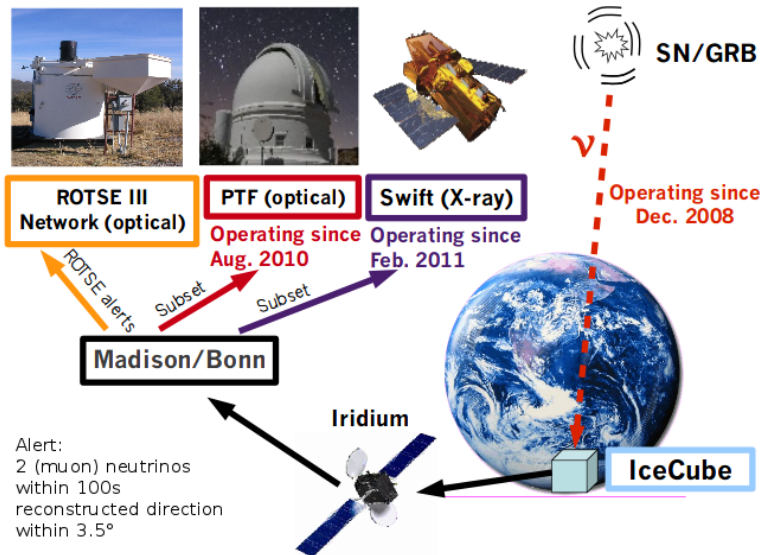 SN/GRB
ν
Operating since
Dec. 2008
ROTSE III
Network (optical)
PTF (optical)
Operating since
Aug. 2010
Swift (X-ray)
Operating since
Feb. 2011
ROTSE alerts
Subset
Subset
Madison/Bonn
Iridium
IceCube
Alert:
2 (muon) neutrinos
within 100s
reconstructed direction
within 3.5°